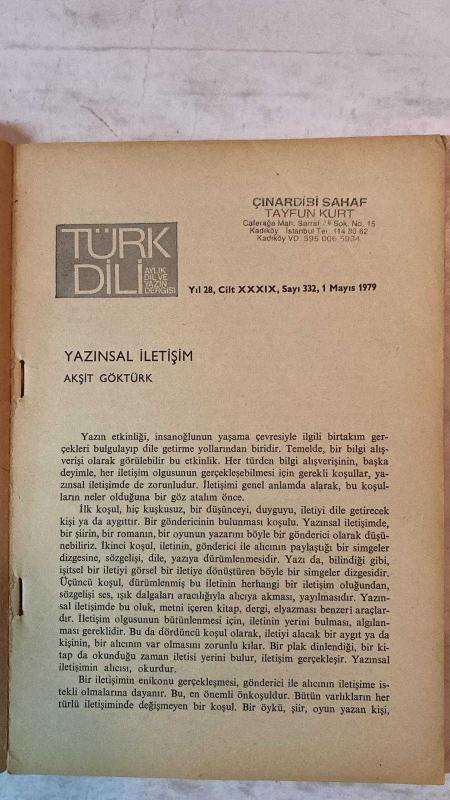 ÇINARDİBİ SAHAF
TAYFUN KURT
Caferağa Mah. Sarraf Ali Sok. No. 15
Kadıköy İstanbul Tel.
Kadıköy VD. 595 006 5934
TÜRK
DİLİ
AYLIK
DİL VE
YAZIN
DERGİSİ
Yıl 28, Cilt XXXIX, Sayı 332, 1 Mayıs 1979
YAZINSAL İLETİŞİM
AKŞİT GÖKTÜRK
Yazın etkinliği, insanoğlunun yaşama çevresiyle ilgili birtakım ger-
çekleri bulgulayıp dile getirme yollarından biridir. Temelde, bir bilgi alış-
verişi olarak görülebilir bu etkinlik. Her türden bilgi alışverişinin, başka
deyimle, her iletişim olgusunun gerçekleşebilmesi için gerekli koşullar, ya-
zınsal iletişimde de zorunludur. İletişimi genel anlamda alarak, bu koşul-
ların neler olduğuna bir göz atalım önce.
İlk koşul, hiç kuşkusuz, bir düşünceyi, duyguyu, iletiyi dile getirecek
kişi ya da aygıttır. Bir göndericinin bulunması koşulu. Yazınsal iletişimde,
bir şiirin, bir romanın, bir oyunun yazarını böyle bir gönderici olarak düşü-
nebiliriz. İkinci koşul, iletinin, gönderici ile alıcının paylaştığı bir simgeler
dizgesine, sözgelişi, dile, yazıya dürümlenmesidir. Yazı da, bilindiği gibi,
işitsel bir iletiyi görsel bir iletiye dönüştüren böyle bir simgeler dizgesidir.
Üçüncü koşul, dürümlenmiş bu iletinin herhangi bir iletişim oluğundan,
sözgelişi ses, ışık dalgaları aracılığıyla alıcıya akması, yayılmasıdır. Yazın-
sal iletişimde bu oluk, metni içeren kitap, dergi, elyazması benzeri araçlar-
dır. İletişim olgusunun bütünlenmesi için, iletinin yerini bulması, algılan-
ması gereklidir. Bu da dördüncü koşul olarak, iletiyi alacak bir aygıt ya da
kişinin, bir alıcının var olmasını zorunlu kılar. Bir plak dinlendiği, bir ki-
tap da okunduğu zaman iletisi yerini bulur, iletişim gerçekleşir. Yazınsal
iletişimin alıcısı, okurdur.
Bir iletişimin enikonu gerçekleşmesi, gönderici ile alıcının iletişime is-
tekli olmalarına dayanır. Bu, en önemli önkoşuldur. Bütün varlıkların her
türlü iletişiminde değişmeyen bir koşul. Bir öykü, şiir, oyun yazan kişi,